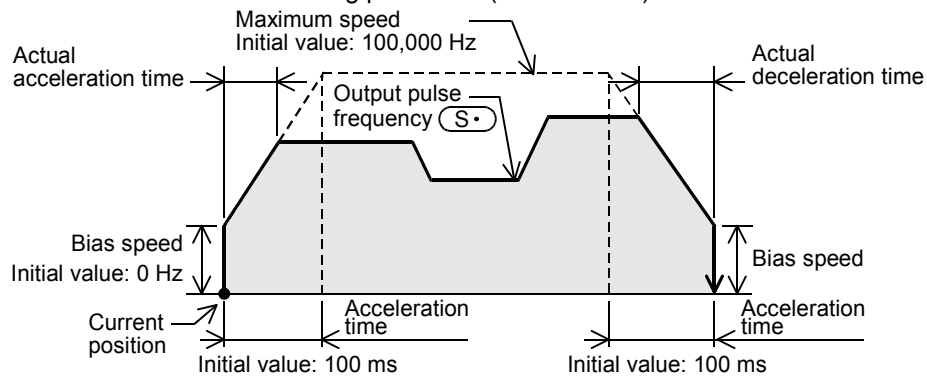 Maximum speed
Initial value: 100,000 Hz
Actual
acceleration time
Actual
deceleration time
Output pulse
frequency S•
Bias speed
Initial value: 0 Hz
Bias speed
Current
position
Acceleration
time
Acceleration
time
Initial value: 100 ms
Initial value: 100 ms